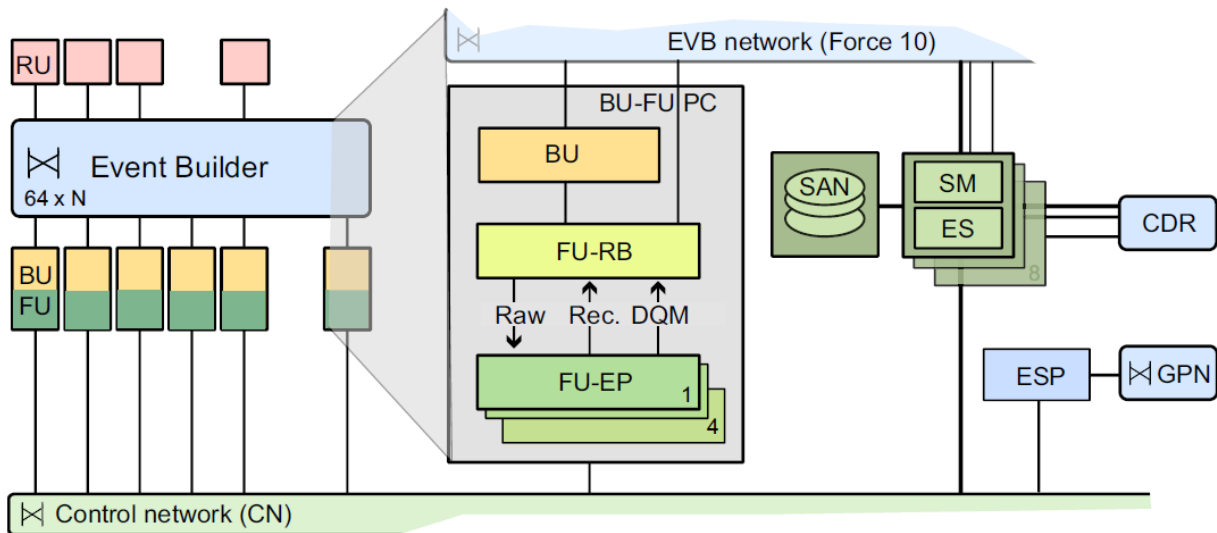 RU
Event Builder
64 x N
BU
FU
EVB network (Force 10)
BU-FU PC
BU
FU-RB
Raw
Rec.
DQM
FU-EP
1
4
SAN
SM
ES
8
CDR
ESP
GPN
Control network (CN)